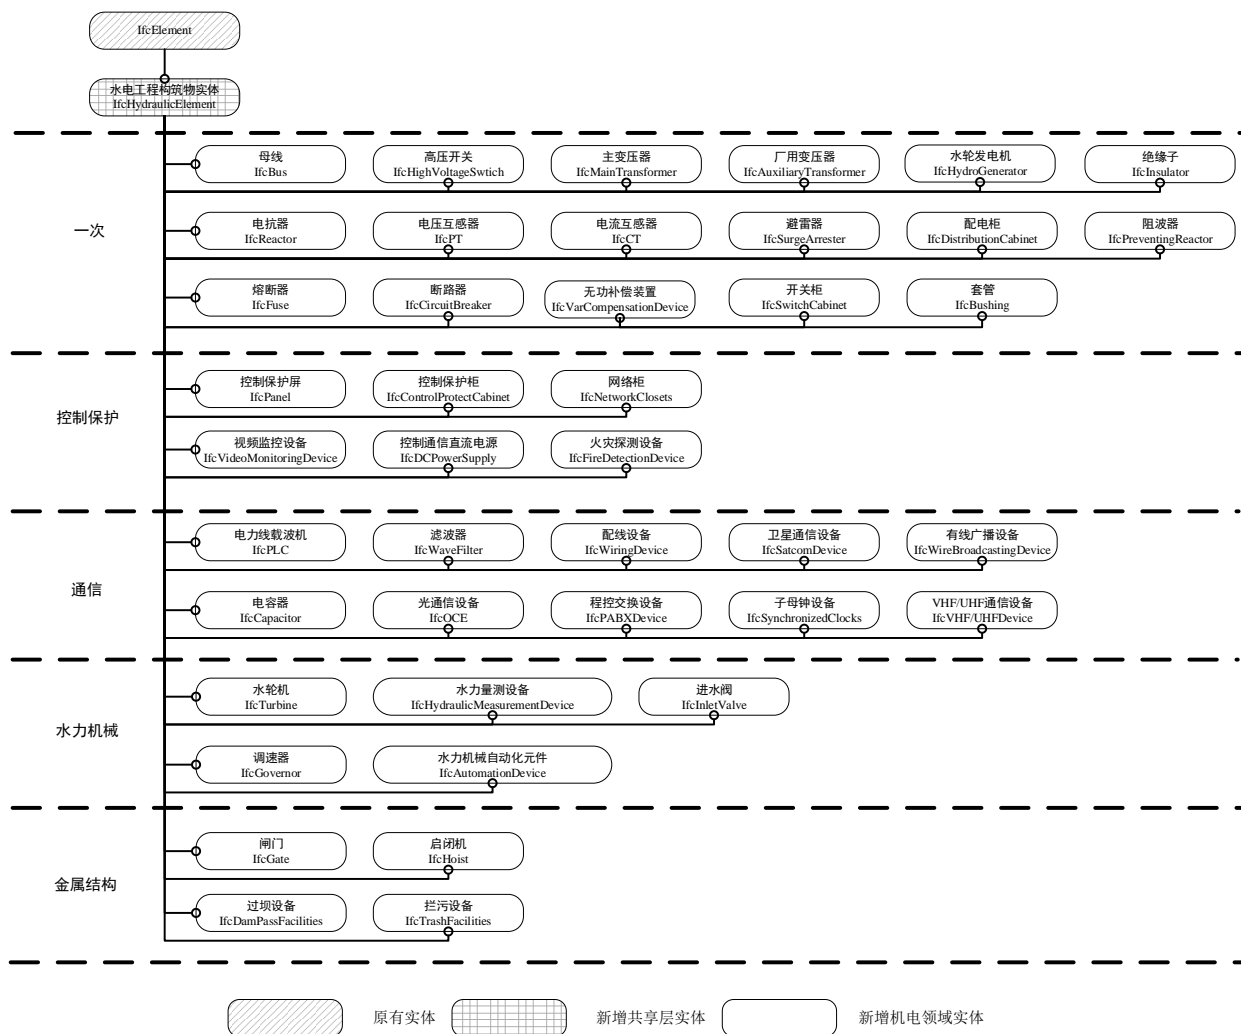 IfcElement
水电工程构筑物实体
IfcHydraulicElement
母线
IfcBus
高压开关
IfcHighVoltageSwtich
主变压器
IfcMainTransformer
厂用变压器
IfcAuxiliaryTransformer
水轮发电机
IfcHydroGenerator
绝缘子
IfcInsulator
一次
电抗器
IfcReactor
电压互感器
IfcPT
电流互感器
IfcCT
避雷器
IfcSurgeArrester
配电柜
IfcDistributionCabinet
阻波器
IfcPreventingReactor
熔断器
IfcFuse
断路器
IfcCircuitBreaker
无功补偿装置
IfcVarCompensationDevice
开关柜
IfcSwitchCabinet
套管
IfcBushing
控制保护
控制保护屏
IfcPanel
控制保护柜
IfcControlProtectCabinet
网络柜
IfcNetworkClosets
视频监控设备
IfcVideoMonitoringDevice
控制通信直流电源
IfcDCPowerSupply
火灾探测设备
IfcFireDetectionDevice
通信
电力线载波机
IfcPLC
滤波器
IfcWaveFilter
配线设备
IfcWiringDevice
卫星通信设备
IfcSatcomDevice
有线广播设备
IfcWireBroadcastingDevice
电容器
IfcCapacitor
光通信设备
IfcOCE
程控交换设备
IfcPABXDevice
子母钟设备
IfcSynchronizedClocks
VHF/UHF通信设备
IfcVHF/UHFDevice
水力机械
水轮机
IfcTurbine
水力量测设备
IfcHydraulicMeasurementDevice
进水阀
IfcInletValve
调速器
IfcGovernor
水力机械自动化元件
IfcAutomationDevice
金属结构
闸门
IfcGate
启闭机
IfcHoist
过坝设备
IfcDamPassFacilities
拦污设备
IfcTrashFacilities
原有实体
新增共享层实体
新增机电领域实体